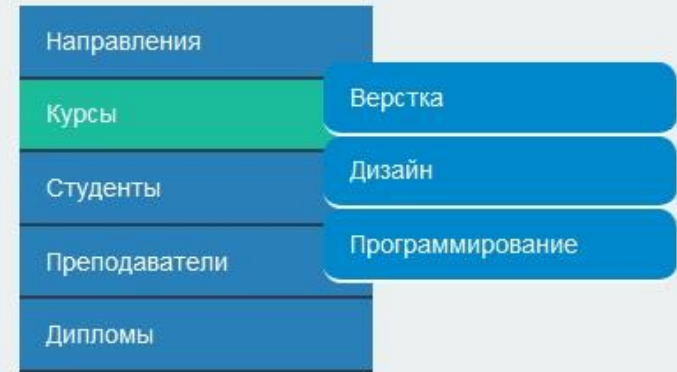 Направления
Курсы
Студенты
Преподаватели
Дипломы
Верстка
Дизайн
Программирование